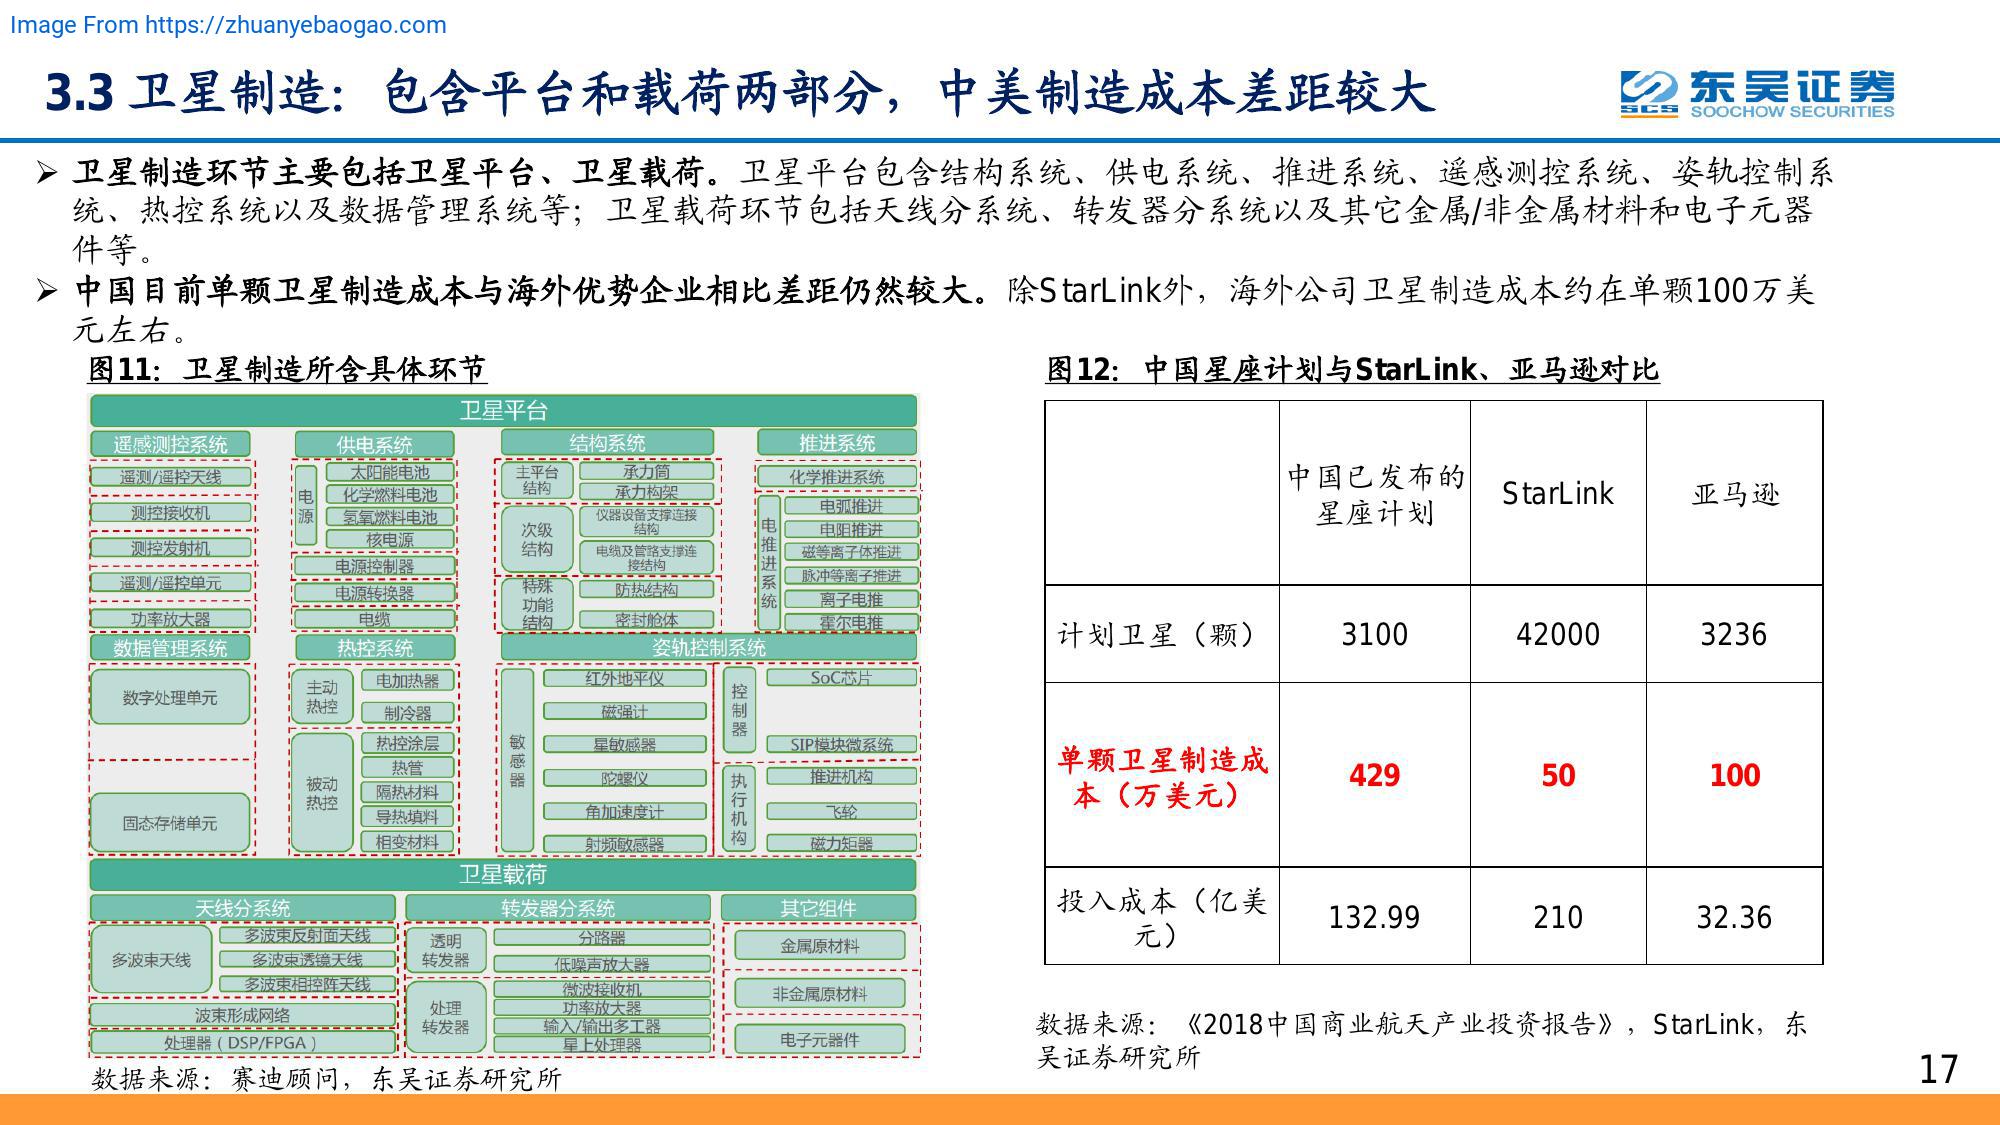 Image From https://zhuanyebaogao.com
3.3 卫星制造：包含平台和载荷两部分，中美制造成本差距较大
SCS
东吴证券
SOOCHOW SECURITIES
卫星制造环节主要包括卫星平台、卫星载荷。卫星平台包含结构系统、供电系统、推进系统、遥感测控系统、姿轨控制系
统、热控系统以及数据管理系统等；卫星载荷环节包括天线分系统、转发器分系统以及其它金属/非金属材料和电子元器
件等。
中国目前单颗卫星制造成本与海外优势企业相比差距仍然较大。除StarLink外，海外公司卫星制造成本约在单颗100万美
元左右。
图11：卫星制造所含具体环节
卫星平台
遥感测控系统
遥测/遥控天线
测控接收机
测控发射机
遥测/遥控单元
功率放大器
供电系统
电
源
太阳能电池
化学燃料电池
氢氧燃料电池
核电源
电源控制器
电源转换器
电缆
结构系统
主平台
结构
承力筒
承力构架
次级
结构
仪器设备支撑连接
结构
电缆及管路支撑连
接结构
特殊
功能
结构
防热结构
密封舱体
推进系统
化学推进系统
电
推
进
系
统
电弧推进
电阻推进
磁等离子体推进
脉冲等离子推进
离子电推
霍尔电推
数据管理系统
数字处理单元
固态存储单元
热控系统
主动
热控
电加热器
制冷器
被动
热控
热控涂层
热管
隔热材料
导热填料
相变材料
姿轨控制系统
敏
感
器
红外地平仪
磁强计
星敏感器
陀螺仪
角加速度计
射频敏感器
控
制
器
SoC芯片
SIP模块微系统
执
行
机
构
推进机构
飞轮
磁力矩器
卫星载荷
天线分系统
多波束天线
多波束反射面天线
多波束透镜天线
多波束相控阵天线
波束形成网络
处理器（DSP/FPGA）
转发器分系统
透明
转发器
分路器
低噪声放大器
处理
转发器
微波接收机
功率放大器
输入/输出多工器
星上处理器
其它组件
金属原材料
非金属原材料
电子元器件
数据来源：赛迪顾问，东吴证券研究所
图12：中国星座计划与StarLink、亚马逊对比
中国已发布的
星座计划
StarLink
亚马逊
计划卫星（颗）
3100
42000
3236
单颗卫星制造成
本（万美元）
429
50
100
投入成本（亿美
元）
132.99
210
32.36
数据来源：《2018中国商业航天产业投资报告》，StarLink，东
吴证券研究所
17